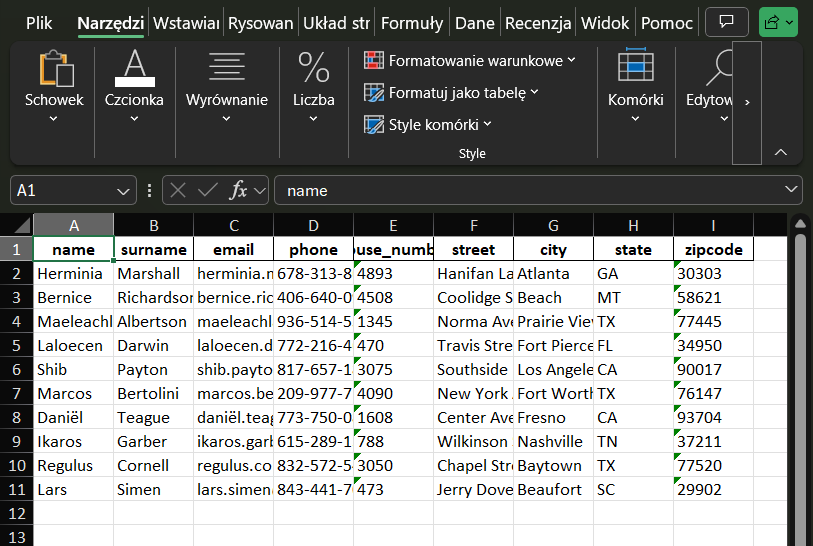 Plik Narzędzi Wstawiar Rysowan Układ str Formuły Dane Recenzja Widok Pomoc
Schowek Czcionka Wyrównanie Liczba Formatowanie warunkowe Formatuj jako tabelę Style komórki Style Komórki Edytow
A1 fx name
A B C D E F G H I
1 name surname email phone ouse_numb street city state zipcode
2 Herminia Marshall herminia.m 678-313-8 4893 Hanifan La Atlanta GA 30303
3 Bernice Richardson bernice.ric 406-640-0 4508 Coolidge S Beach MT 58621
4 Maeleachl Albertson maeleachl 936-514-5 1345 Norma Ave Prairie Viev TX 77445
5 Laloecen Darwin laloecen.d 772-216-4 470 Travis Stre Fort Pierce FL 34950
6 Shib Payton shib.payto 817-657-1 3075 Southside Los Angele CA 90017
7 Marcos Bertolini marcos.be 209-977-7 4090 New York Fort Worth TX 76147
8 Daniël Teague daniël.teag 773-750-0 1608 Center Ave Fresno CA 93704
9 Ikaros Garber ikaros.garb 615-289-1 788 Wilkinson Nashville TN 37211
10 Regulus Cornell regulus.co 832-572-5 3050 Chapel Stre Baytown TX 77520
11 Lars Simen lars.simen 843-441-7 473 Jerry Dove Beaufort SC 29902
12
13